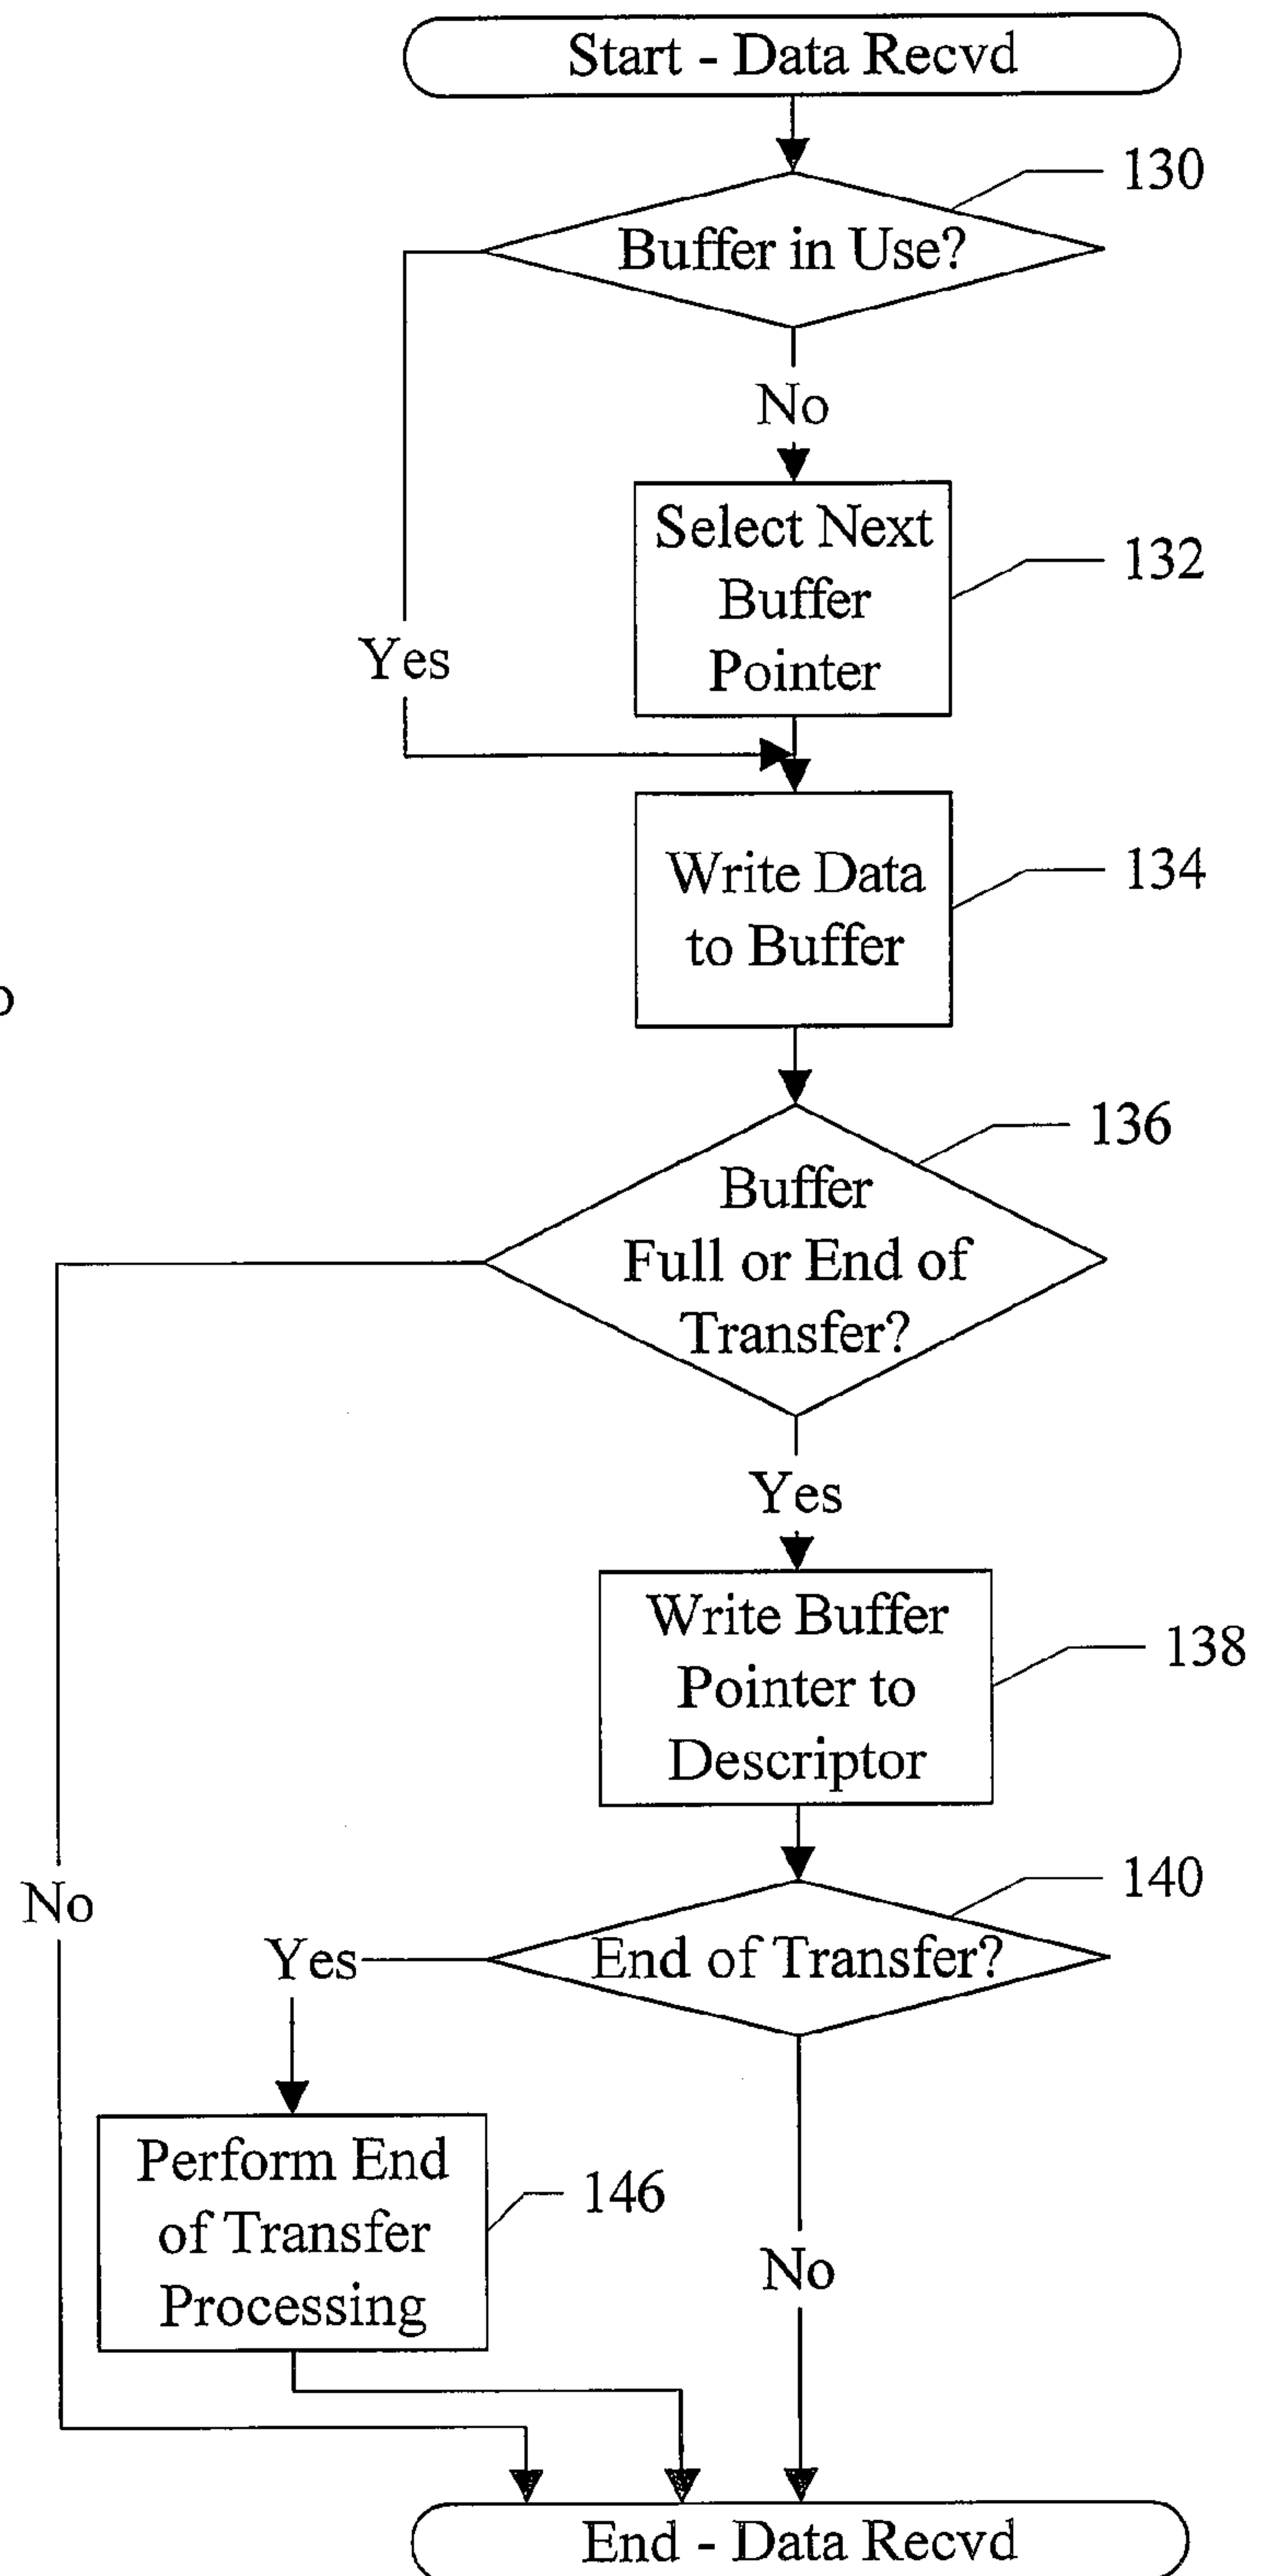 Start - Data Recvd
130
Buffer in Use?
No
Select Next
Buffer
Pointer
132
Yes
Write Data
to Buffer
134
136
Buffer
Full or End of
Transfer?
Yes
Write Buffer
Pointer to
Descriptor
138
No
140
End of Transfer?
Yes
Perform End
of Transfer
Processing
146
No
End - Data Recvd